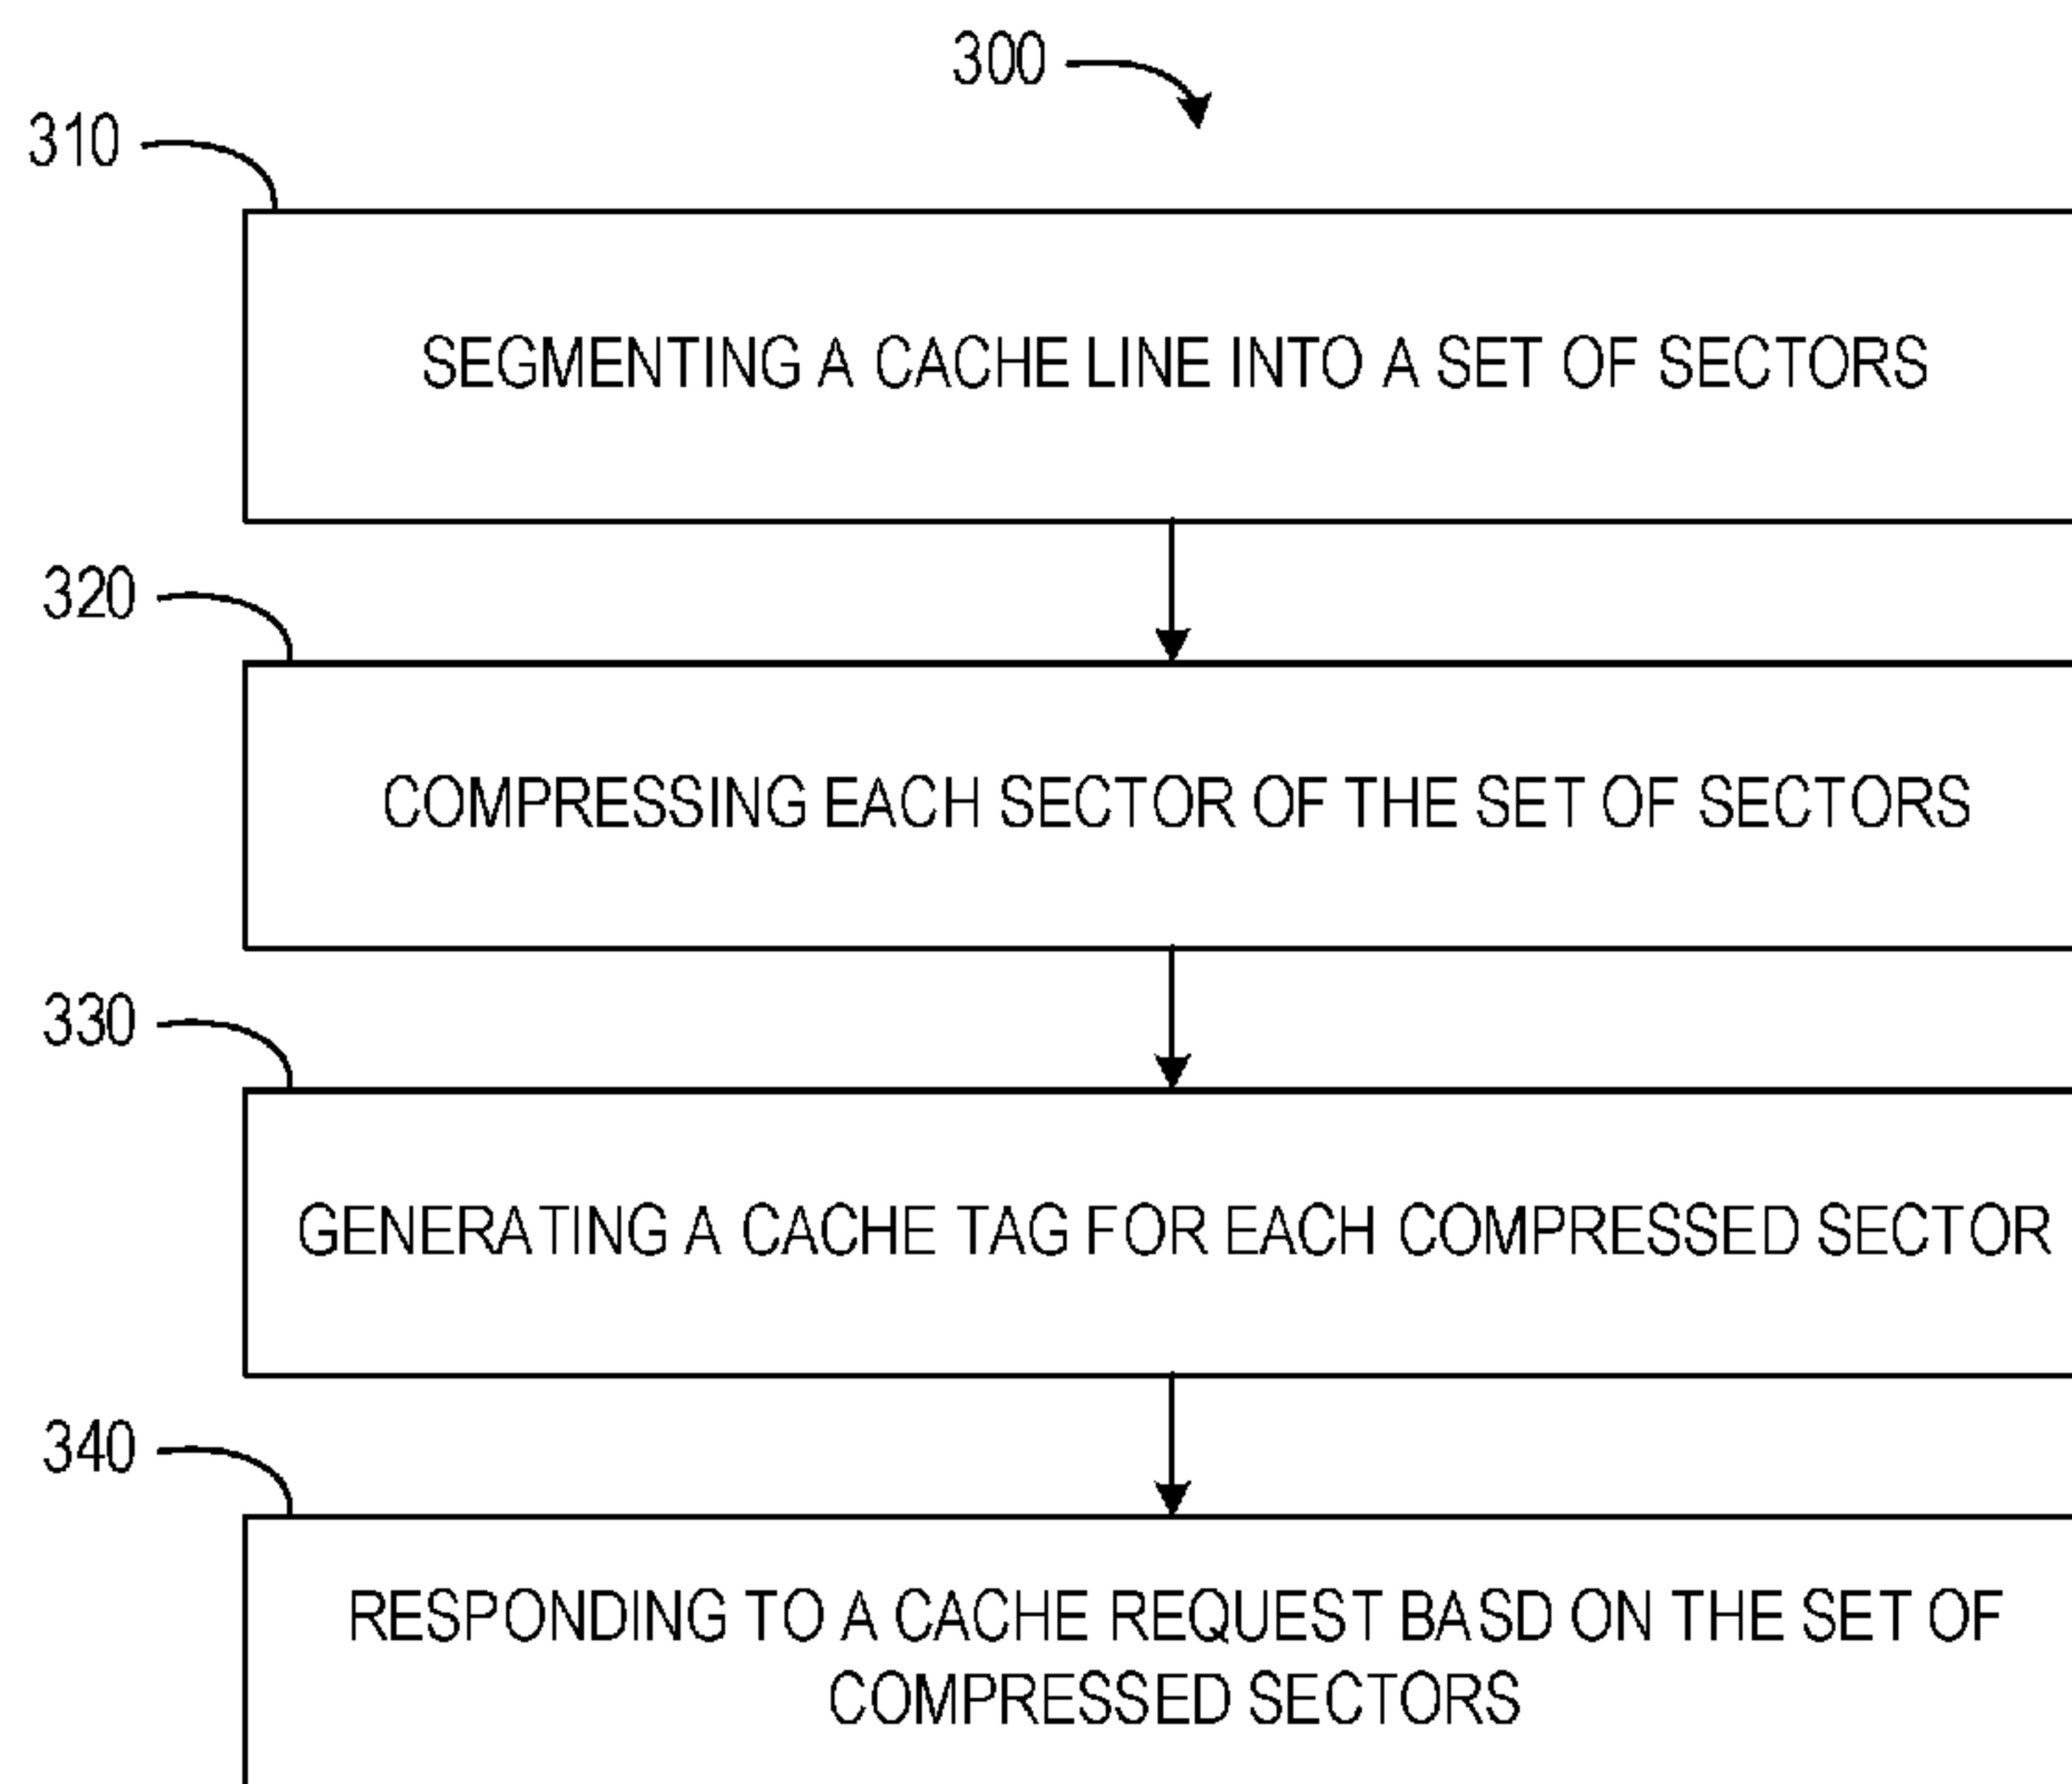 300
310
SEGMENTING A CACHE LINE INTO A SET OF SECTORS
320
COMPRESSING EACH SECTOR OF THE SET OF SECTORS
330
GENERATING A CACHE TAG FOR EACH COMPRESSED SECTOR
340
RESPONDING TO A CACHE REQUEST BASD ON THE SET OF
COMPRESSED SECTORS